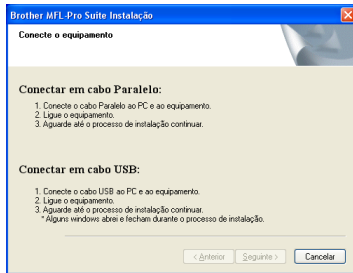 Brother MFL-Pro Suite Instalação
Conecte o equipamento
Conectar em cabo Paralelo:
1. Conecte o cabo Paralelo ao PC e ao equipamento.
2. Ligue o equipamento.
3. Aguarde até o processo de instalação continuar.
Conectar em cabo USB:
1. Conecte o cabo USB ao PC e ao equipamento.
2. Ligue o equipamento.
3. Aguarde até o processo de instalação continuar.
* Alguns windows abrei e fecham durante o processo de instalação.
< Anterior Seguinte > Cancelar